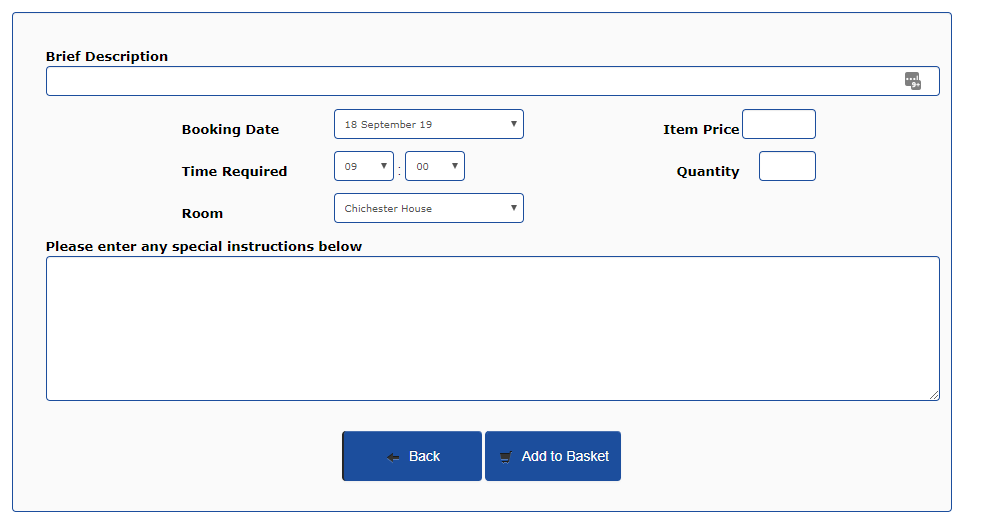 Brief Description
Booking Date 18 September 19 Item Price
Time Required 09 : 00 Quantity
Room Chichester House
Please enter any special instructions below
Back Add to Basket